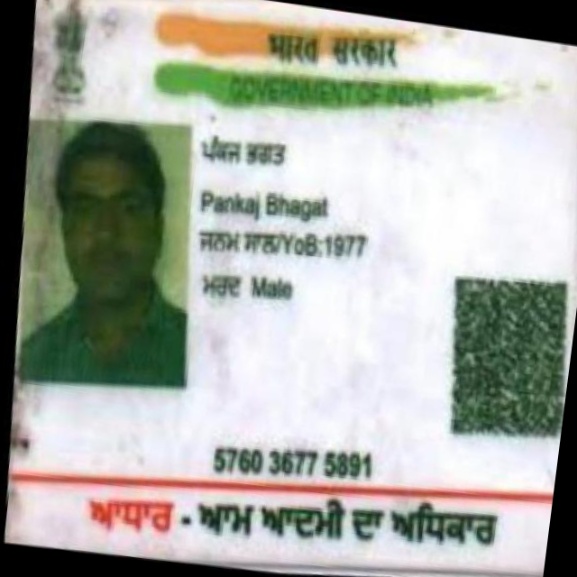 भारत सरकार
GOVERNMENT OF INDIA
ਪੰਕਜ ਭਗਤ
Pankaj Bhagat
ਜਨਮ ਸਾਲ/YoB:1977
ਮਰਦ Male
5760 3677 5891
ਆਧਾਰ - ਆਮ ਆਦਮੀ ਦਾ ਅਧਿਕਾਰ